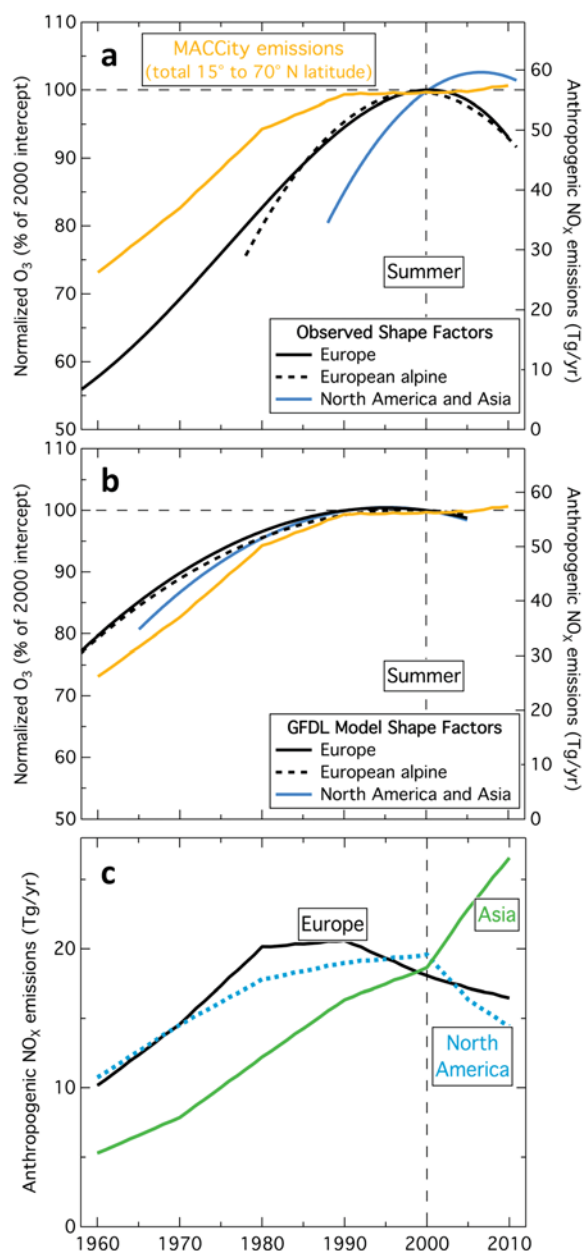 a
MACCity emissions
(total 15° to 70° N latitude)
110
100
90
80
70
60
50
Normalized O3 (% of 2000 intercept)
60
50
40
30
20
10
0
Anthropogenic NOX emissions (Tg/yr)
Summer
Observed Shape Factors
Europe
European alpine
North America and Asia
b
110
100
90
80
70
60
50
Normalized O3 (% of 2000 intercept)
60
50
40
30
20
10
0
Anthropogenic NOX emissions (Tg/yr)
Summer
GFDL Model Shape Factors
Europe
European alpine
North America and Asia
c
20
10
0
Anthropogenic NOX emissions (Tg/yr)
Europe
Asia
North
America
1960 1970 1980 1990 2000 2010